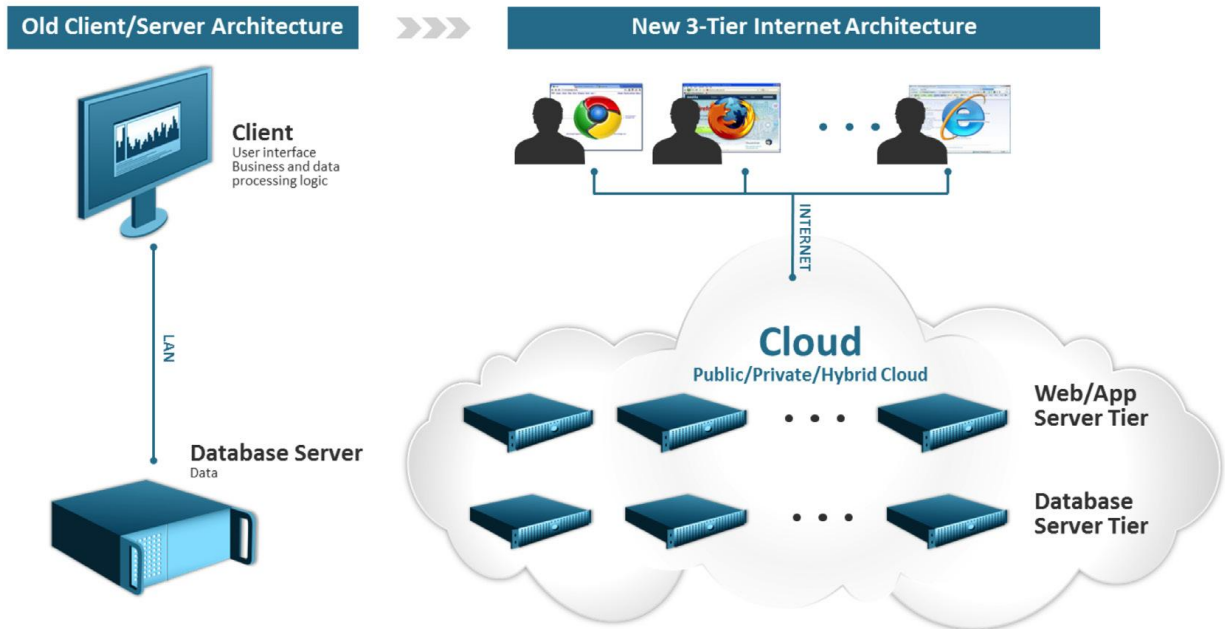 Old Client/Server Architecture
New 3-Tier Internet Architecture
Client
User interface
Business and data
processing logic
LAN
Database Server
Data
INTERNET
Cloud
Public/Private/Hybrid Cloud
Web/App
Server Tier
Database
Server Tier